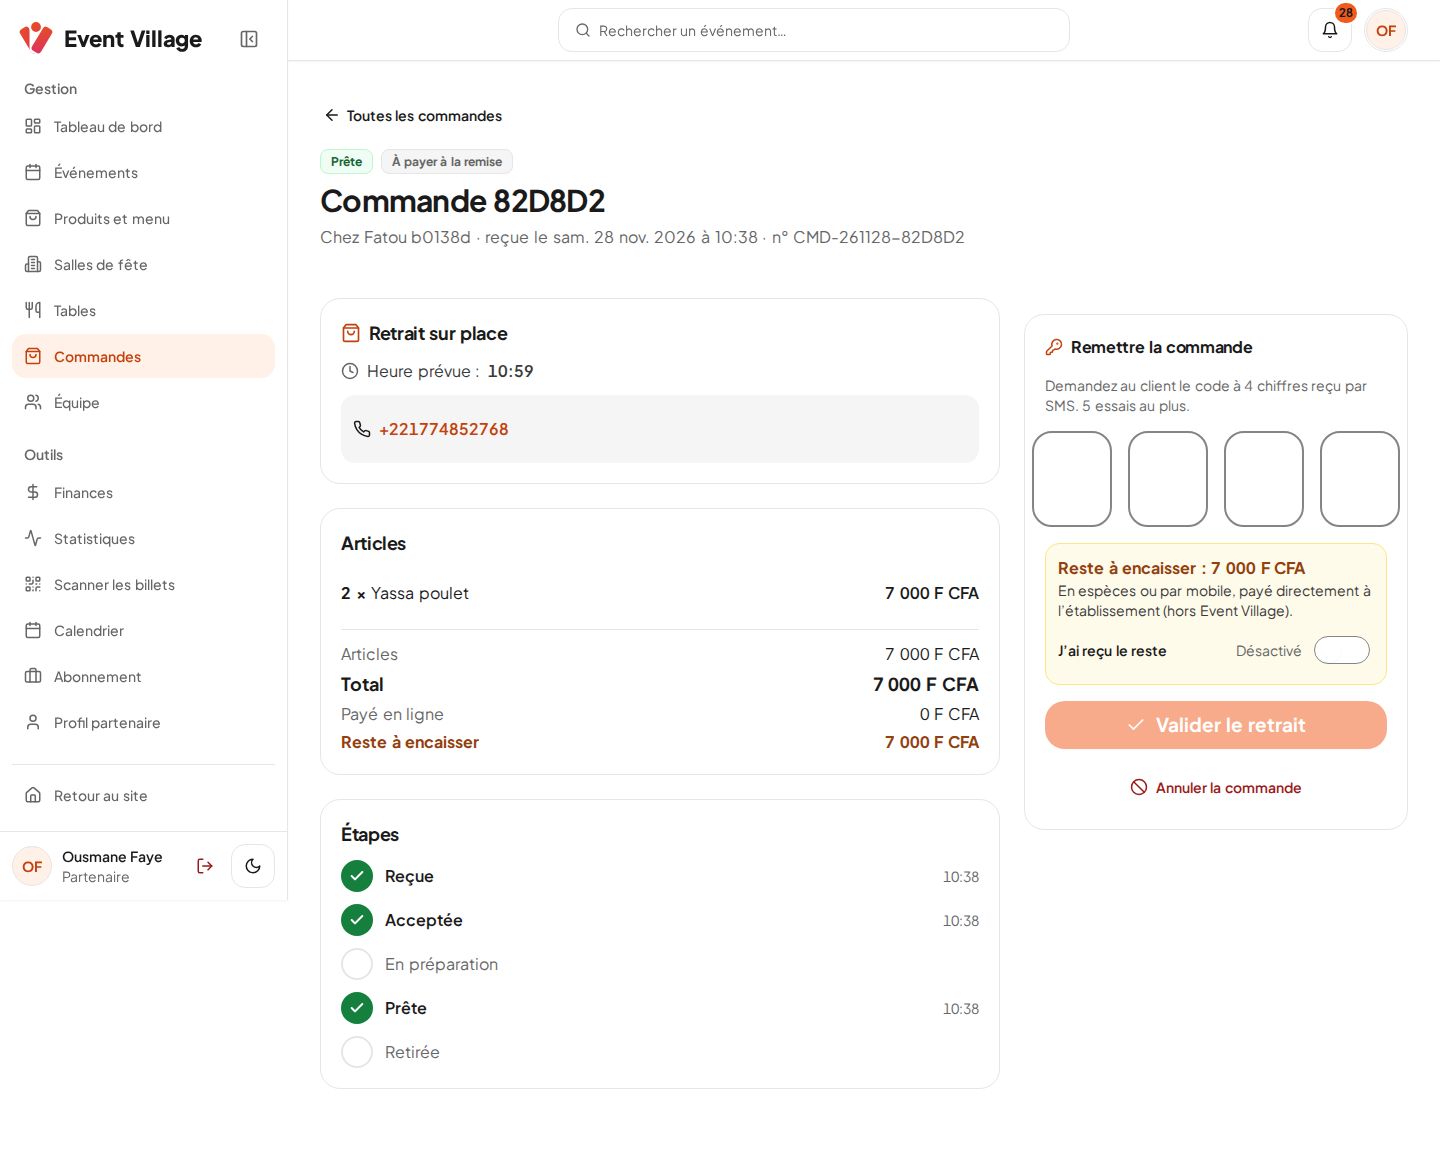 Event Village
Gestion
Tableau de bord
Événements
Produits et menu
Salles de fête
Tables
Commandes
Équipe
Outils
Finances
Statistiques
Scanner les billets
Calendrier
Abonnement
Profil partenaire
Retour au site
OF
Ousmane Faye
Partenaire
Rechercher un événement…
28
OF
Toutes les commandes
Prête
À payer à la remise
Commande 82D8D2
Chez Fatou b0138d · reçue le sam. 28 nov. 2026 à 10:38 · n° CMD-261128-82D8D2
Retrait sur place
Heure prévue : 10:59
+221774852768
Articles
2 × Yassa poulet 7 000 F CFA
Articles 7 000 F CFA
Total 7 000 F CFA
Payé en ligne 0 F CFA
Reste à encaisser 7 000 F CFA
Étapes
Reçue 10:38
Acceptée 10:38
En préparation
Prête 10:38
Retirée
Remettre la commande
Demandez au client le code à 4 chiffres reçu par
SMS. 5 essais au plus.
Reste à encaisser : 7 000 F CFA
En espèces ou par mobile, payé directement à
l’établissement (hors Event Village).
J’ai reçu le reste Désactivé
Valider le retrait
Annuler la commande